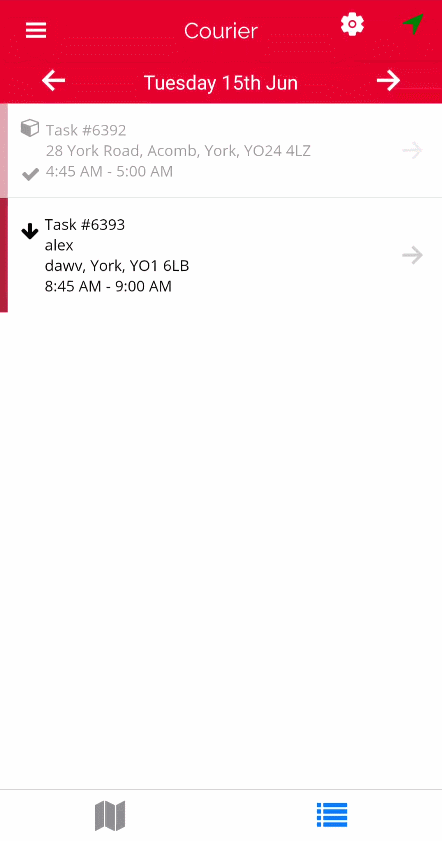 Courier
Tuesday 15th Jun
Task #6392
28 York Road, Acomb, York, YO24 4LZ
4:45 AM - 5:00 AM
Task #6393
alex
dawv, York, YO1 6LB
8:45 AM - 9:00 AM